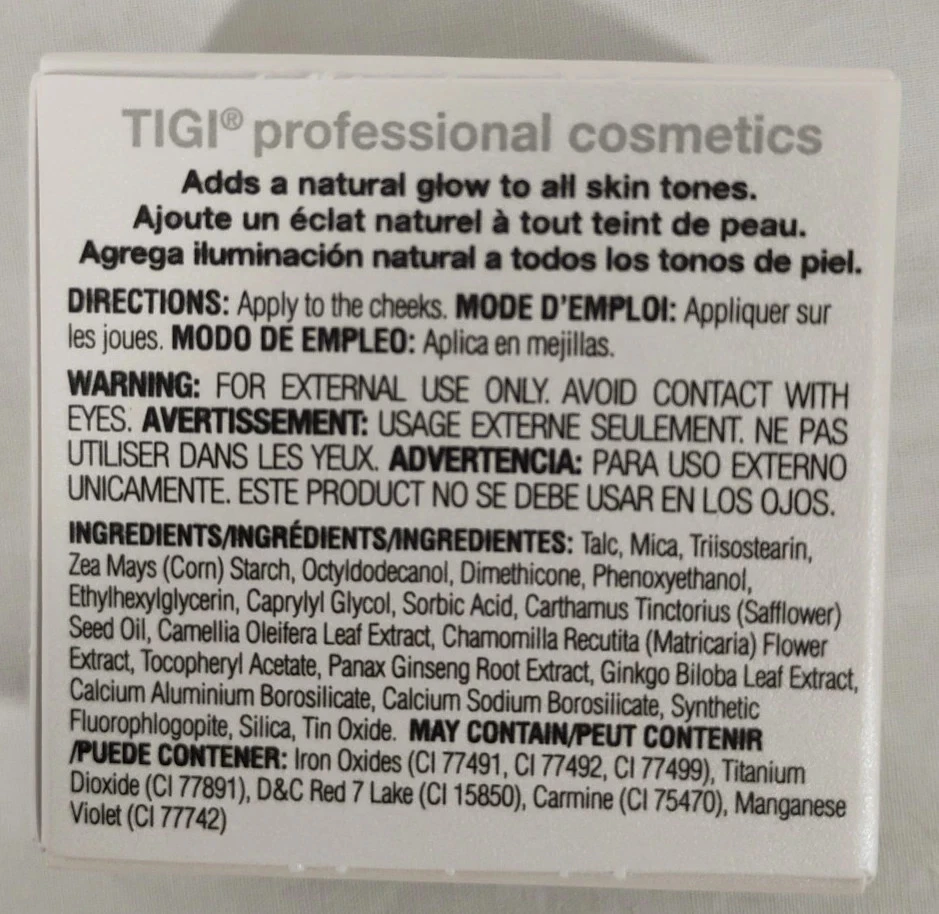 TIGI® professional cosmetics
Adds a natural glow to all skin tones.
Ajoute un éclat naturel à tout teint de peau.
Agrega iluminación natural a todos los tonos de piel.
DIRECTIONS: Apply to the cheeks. MODE D'EMPLOI: Appliquer sur
les joues. MODO DE EMPLEO: Aplica en mejillas.
WARNING: FOR EXTERNAL USE ONLY. AVOID CONTACT WITH
EYES. AVERTISSEMENT: USAGE EXTERNE SEULEMENT. NE PAS
UTILISER DANS LES YEUX. ADVERTENCIA: PARA USO EXTERNO
UNICAMENTE. ESTE PRODUCT NO SE DEBE USAR EN LOS OJOS.
INGREDIENTS/INGRÉDIENTS/INGREDIENTES: Talc, Mica, Triisostearin,
Zea Mays (Corn) Starch, Octyldodecanol, Dimethicone, Phenoxyethanol,
Ethylhexylglycerin, Caprylyl Glycol, Sorbic Acid, Carthamus Tinctorius (Safflower)
Seed Oil, Camellia Oleifera Leaf Extract, Chamomilla Recutita (Matricaria) Flower
Extract, Tocopheryl Acetate, Panax Ginseng Root Extract, Ginkgo Biloba Leaf Extract,
Calcium Aluminium Borosilicate, Calcium Sodium Borosilicate, Synthetic
Fluorophlogopite, Silica, Tin Oxide. MAY CONTAIN/PEUT CONTENIR
/PUEDE CONTENER: Iron Oxides (CI 77491, CI 77492, CI 77499), Titanium
Dioxide (CI 77891), D&C Red 7 Lake (CI 15850), Carmine (CI 75470), Manganese
Violet (CI 77742)